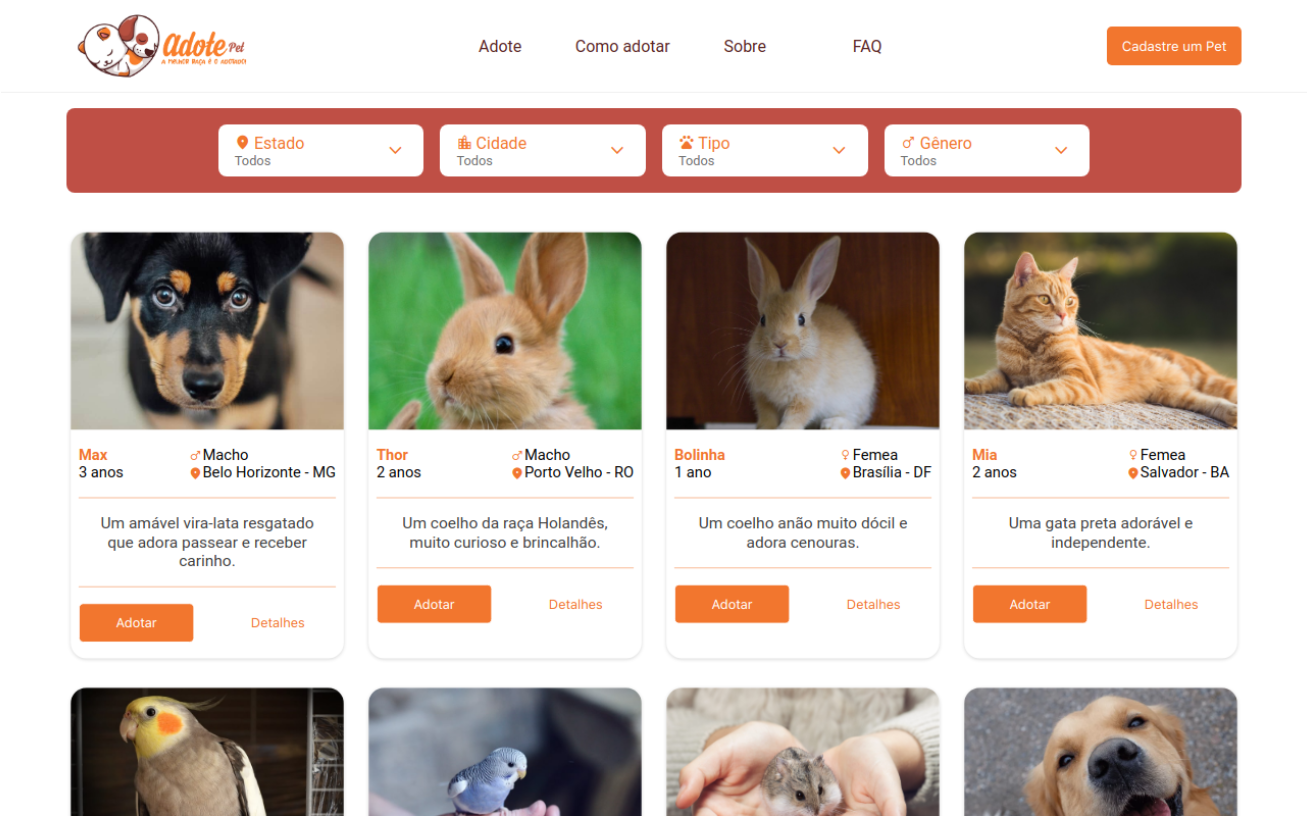 Adote Pet
A MELHOR RAÇA É O ADOTADO!
Adote
Como adotar
Sobre
FAQ
Cadastre um Pet
Estado
Todos
Cidade
Todos
Tipo
Todos
Gênero
Todos
Max
Macho
3 anos
Belo Horizonte - MG
Um amável vira-lata resgatado
que adora passear e receber
carinho.
Adotar
Detalhes
Thor
Macho
2 anos
Porto Velho - RO
Um coelho da raça Holandês,
muito curioso e brincalhão.
Adotar
Detalhes
Bolinha
Femea
1 ano
Brasília - DF
Um coelho anão muito dócil e
adora cenouras.
Adotar
Detalhes
Mia
Femea
2 anos
Salvador - BA
Uma gata preta adorável e
independente.
Adotar
Detalhes